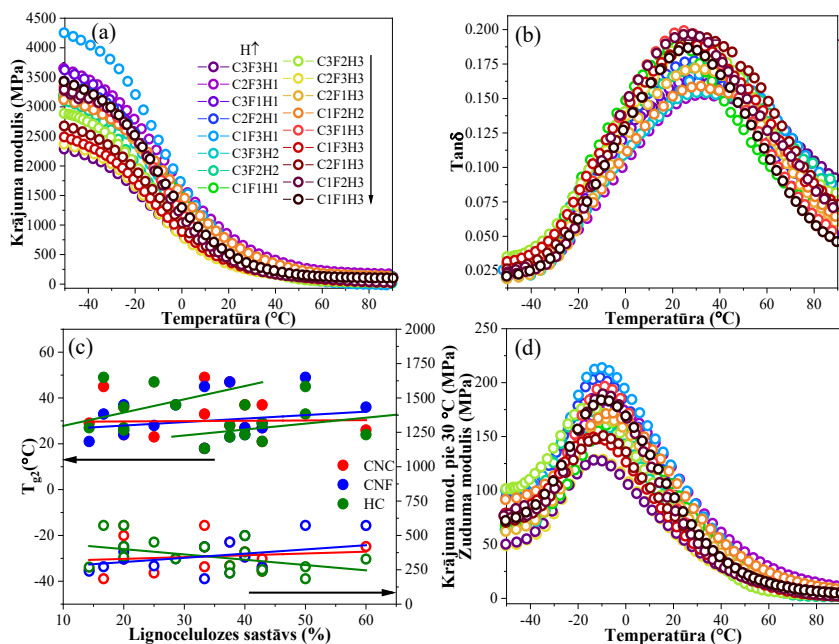 (a)
Krājuma modulis (MPa)
4500
4000
3500
3000
2500
2000
1500
1000
500
0
-40 -20 0 20 40 60 80
Temperatūra (°C)
H↑
C3F3H1
C2F3H1
C3F1H1
C2F2H1
C1F3H1
C3F3H2
C3F2H2
C1F1H1
C3F2H3
C2F3H3
C2F1H3
C1F2H2
C3F1H3
C1F3H3
C2F1H3
C1F2H3
C1F1H3
(b)
Tanδ
0.200
0.175
0.150
0.125
0.100
0.075
0.050
0.025
-40 -20 0 20 40 60 80
Temperatūra (°C)
(c)
Tg2(°C)
60
40
20
0
-20
-40
10 20 30 40 50 60
Lignocelulozes sastāvs (%)
CNC
CNF
HC
2000
1750
1500
1250
1000
750
500
250
0
Krājuma mod. pie 30 °C (MPa)
(d)
Zuduma modulis (MPa)
250
200
150
100
50
0
-40 -20 0 20 40 60 80
Temperatūra (°C)